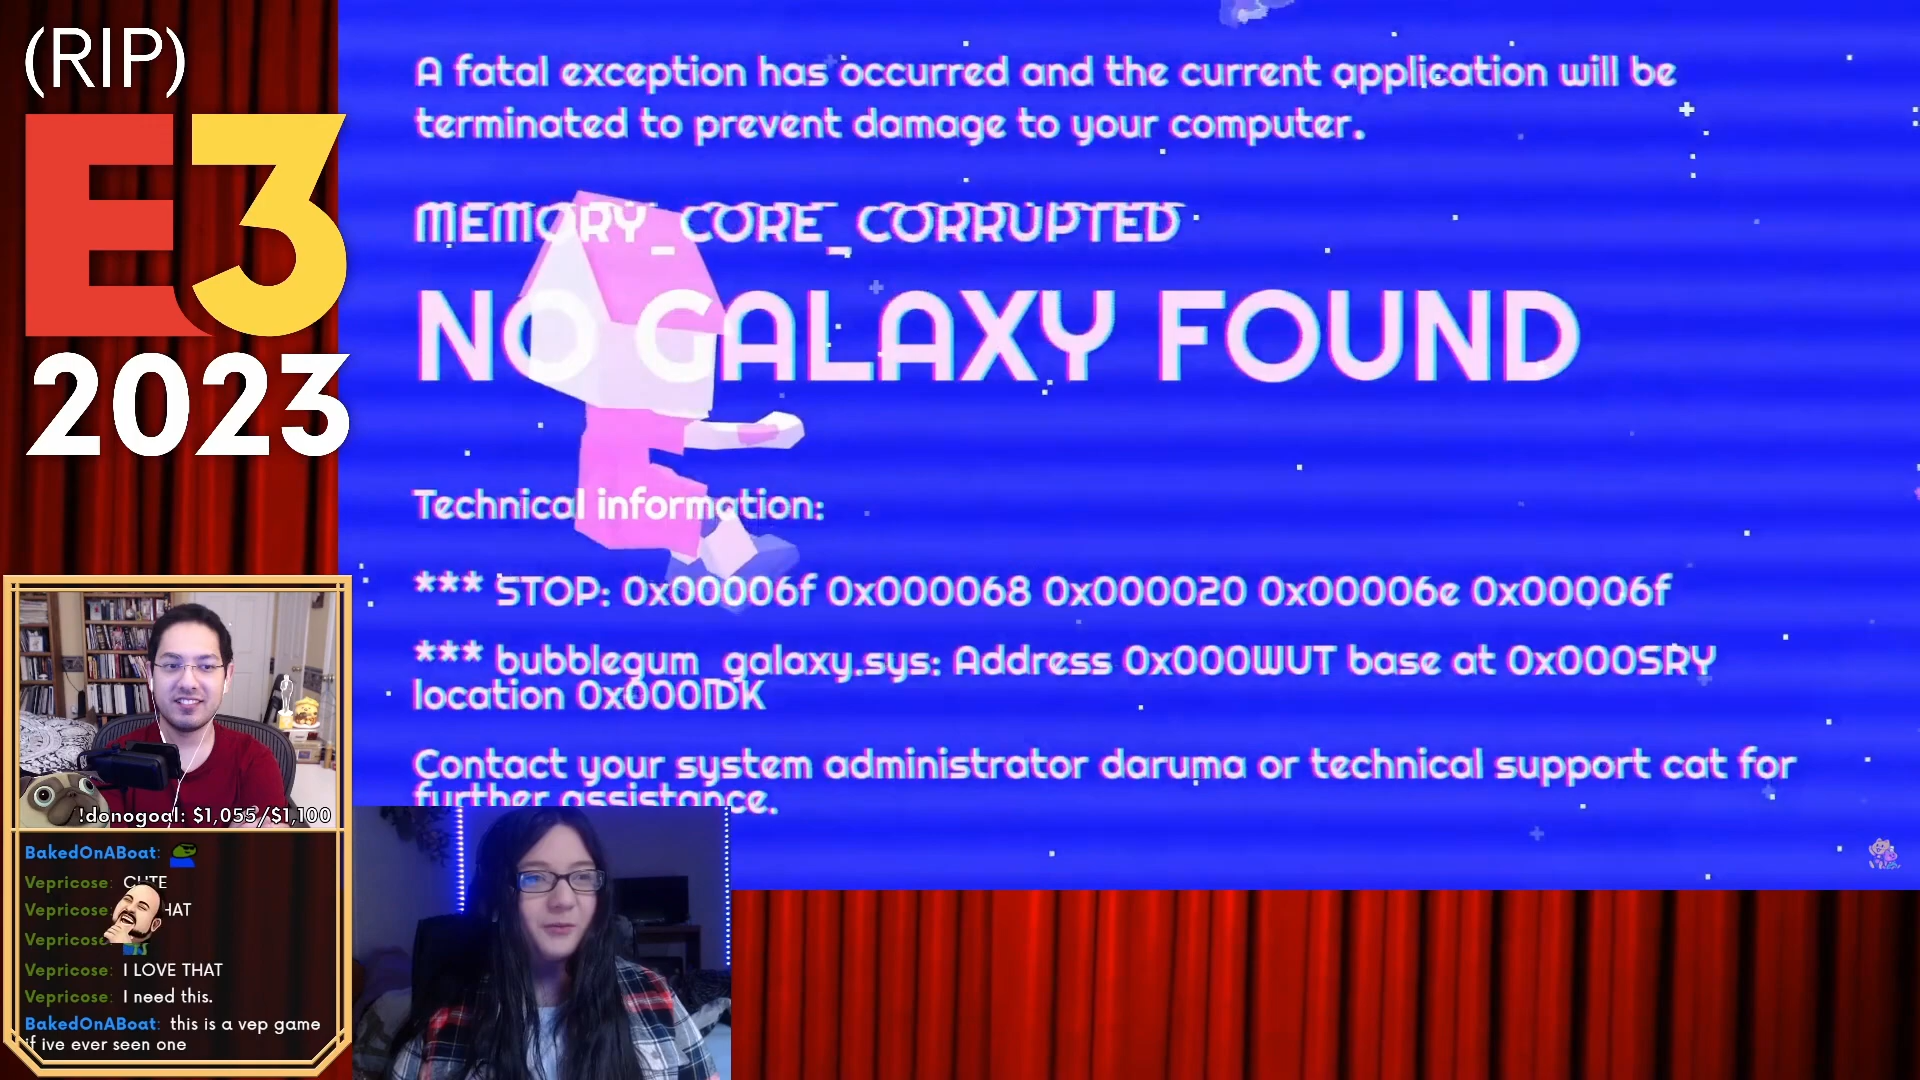 (RIP)
E3
2023
A fatal exception has occurred and the current application will be
terminated to prevent damage to your computer.
MEMORY_CORE_CORRUPTED
NO GALAXY FOUND
Technical information:
*** STOP: 0x00006f 0x000068 0x000020 0x00006e 0x00006f
*** bubblegum_galaxy.sys: Address 0x000WUT base at 0x000SRY
location 0x000IDK
Contact your system administrator daruma or technical support cat for
further assistance.
!donogoal: $1,055/$1,100
BakedOnABoat:
Vepricose: CUTE
Vepricose: HAT
Vepricose:
Vepricose: I LOVE THAT
Vepricose: I need this.
BakedOnABoat: this is a vep game
if ive ever seen one